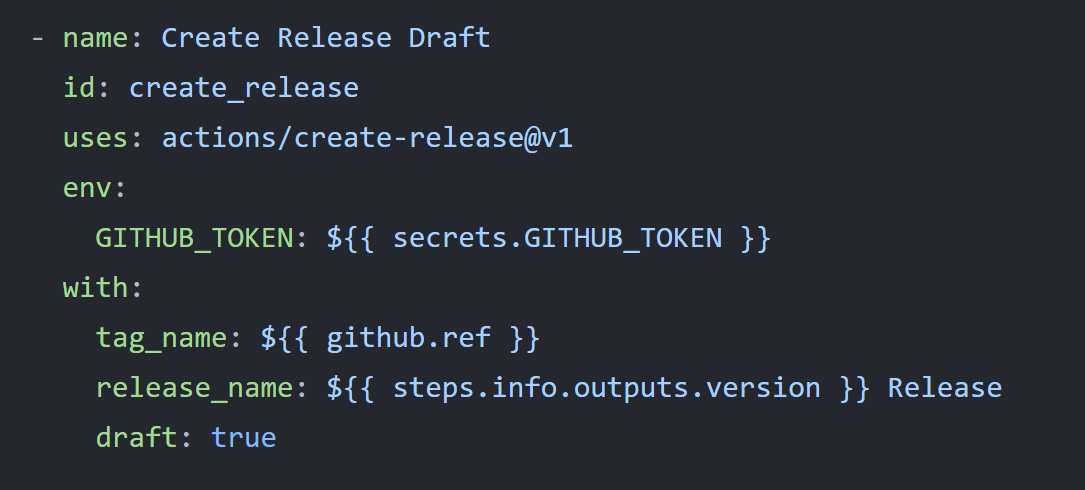 - name: Create Release Draft
  id: create_release
  uses: actions/create-release@v1
  env:
    GITHUB_TOKEN: ${{ secrets.GITHUB_TOKEN }}
  with:
    tag_name: ${{ github.ref }}
    release_name: ${{ steps.info.outputs.version }} Release
    draft: true